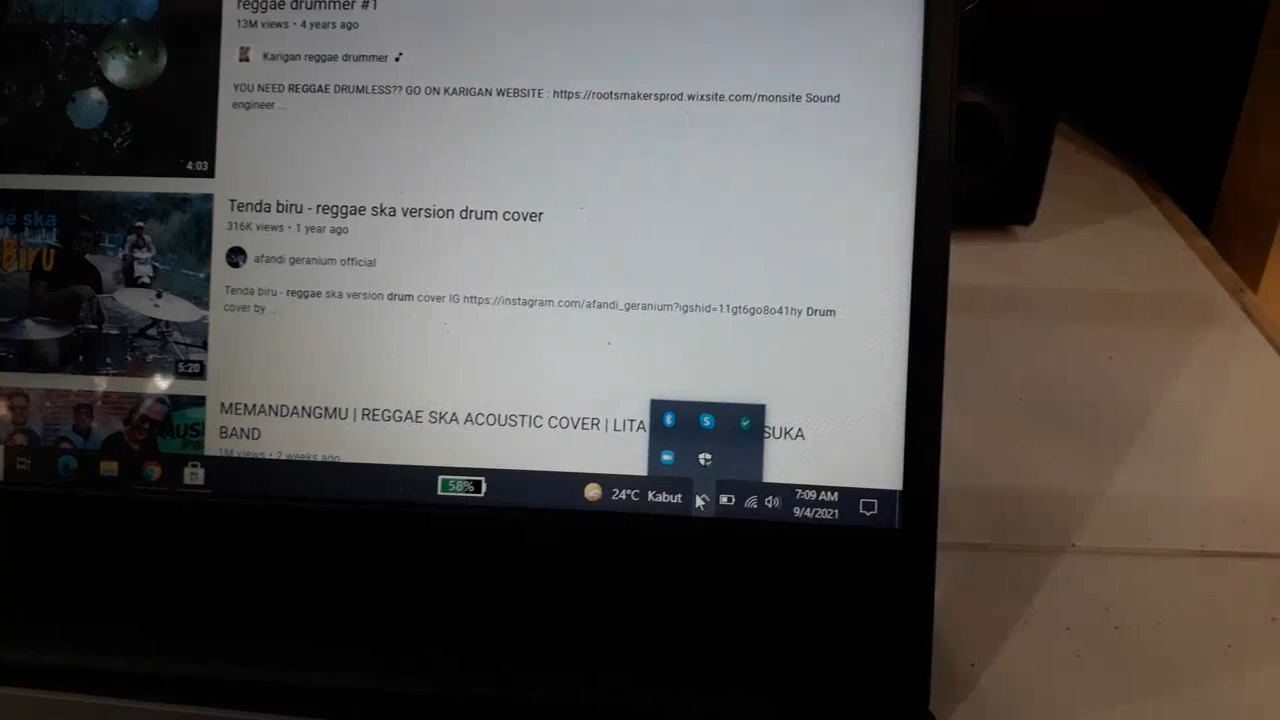 reggae drummer #1
13M views • 4 years ago
Karigan reggae drummer
YOU NEED REGGAE DRUMLESS?? GO ON KARIGAN WEBSITE : https://rootsmakersprod.wixsite.com/monsite Sound
engineer ...
4:03
Tenda biru - reggae ska version drum cover
316K views • 1 year ago
afandi geranium official
Tenda biru - reggae ska version drum cover IG https://instagram.com/afandi_geranium?igshid=11gt6go8o41hy Drum
cover by ...
ska
Biru
5:20
MEMANDANGMU | REGGAE SKA ACOUSTIC COVER | LITA
SUKA
BAND
1M views • 2 weeks ago
58%
24°C Kabut
7:09 AM
9/4/2021